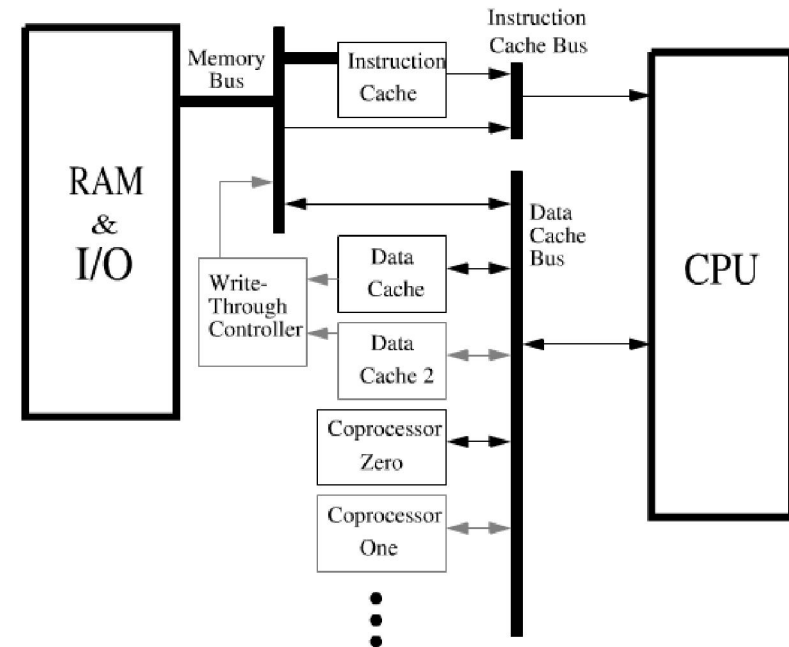 RAM
&
I/O
Memory
Bus
Instruction
Cache
Instruction
Cache Bus
Data
Cache
Bus
CPU
Write-
Through
Controller
Data
Cache
Data
Cache 2
Coprocessor
Zero
Coprocessor
One